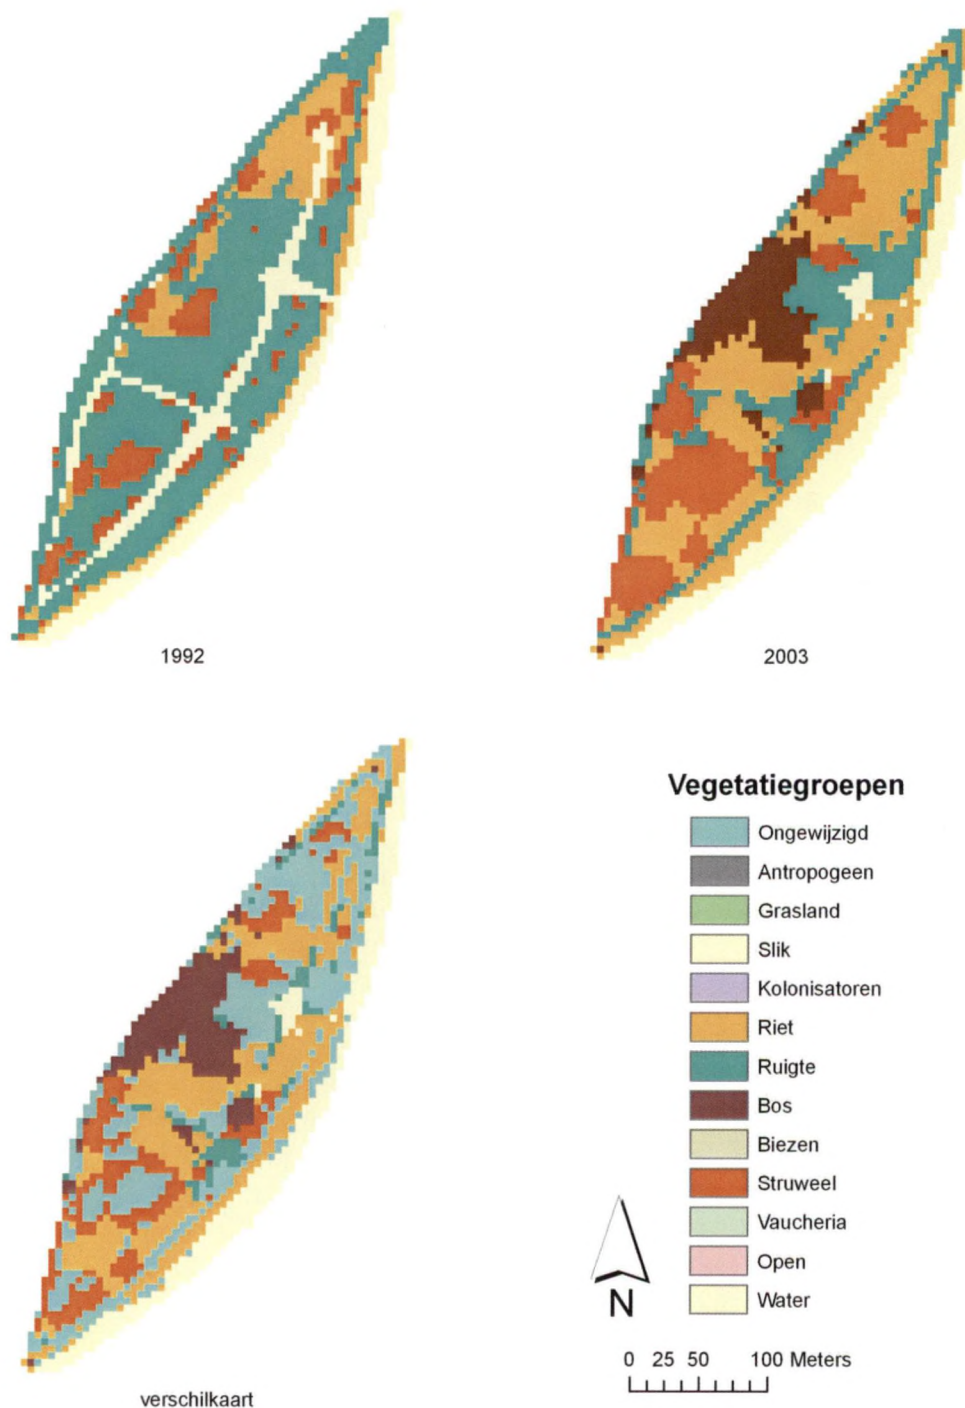 1992
2003
verschilkaart
Vegetatiegroepen
Ongewijzigd
Antropogeen
Grasland
Slik
Kolonisatoren
Riet
Ruigte
Bos
Biezen
Struweel
Vaucheria
Open
Water
N
0 25 50 100 Meters